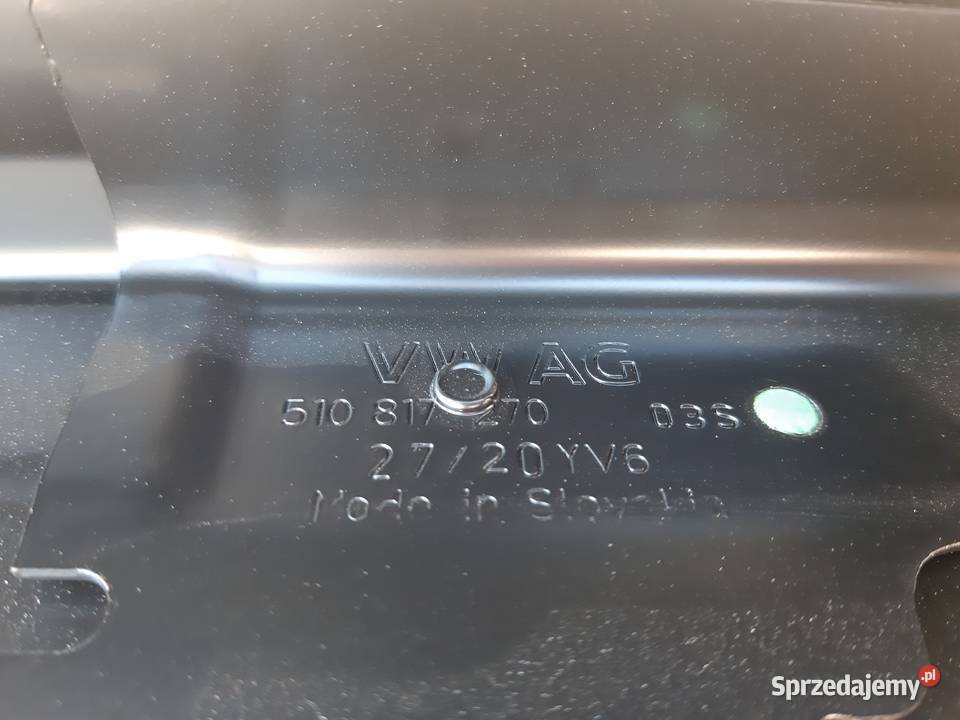 VW AG
510 817 270 03S
27/20 YV6
Made in Slovakia
Sprzedajemy.pl